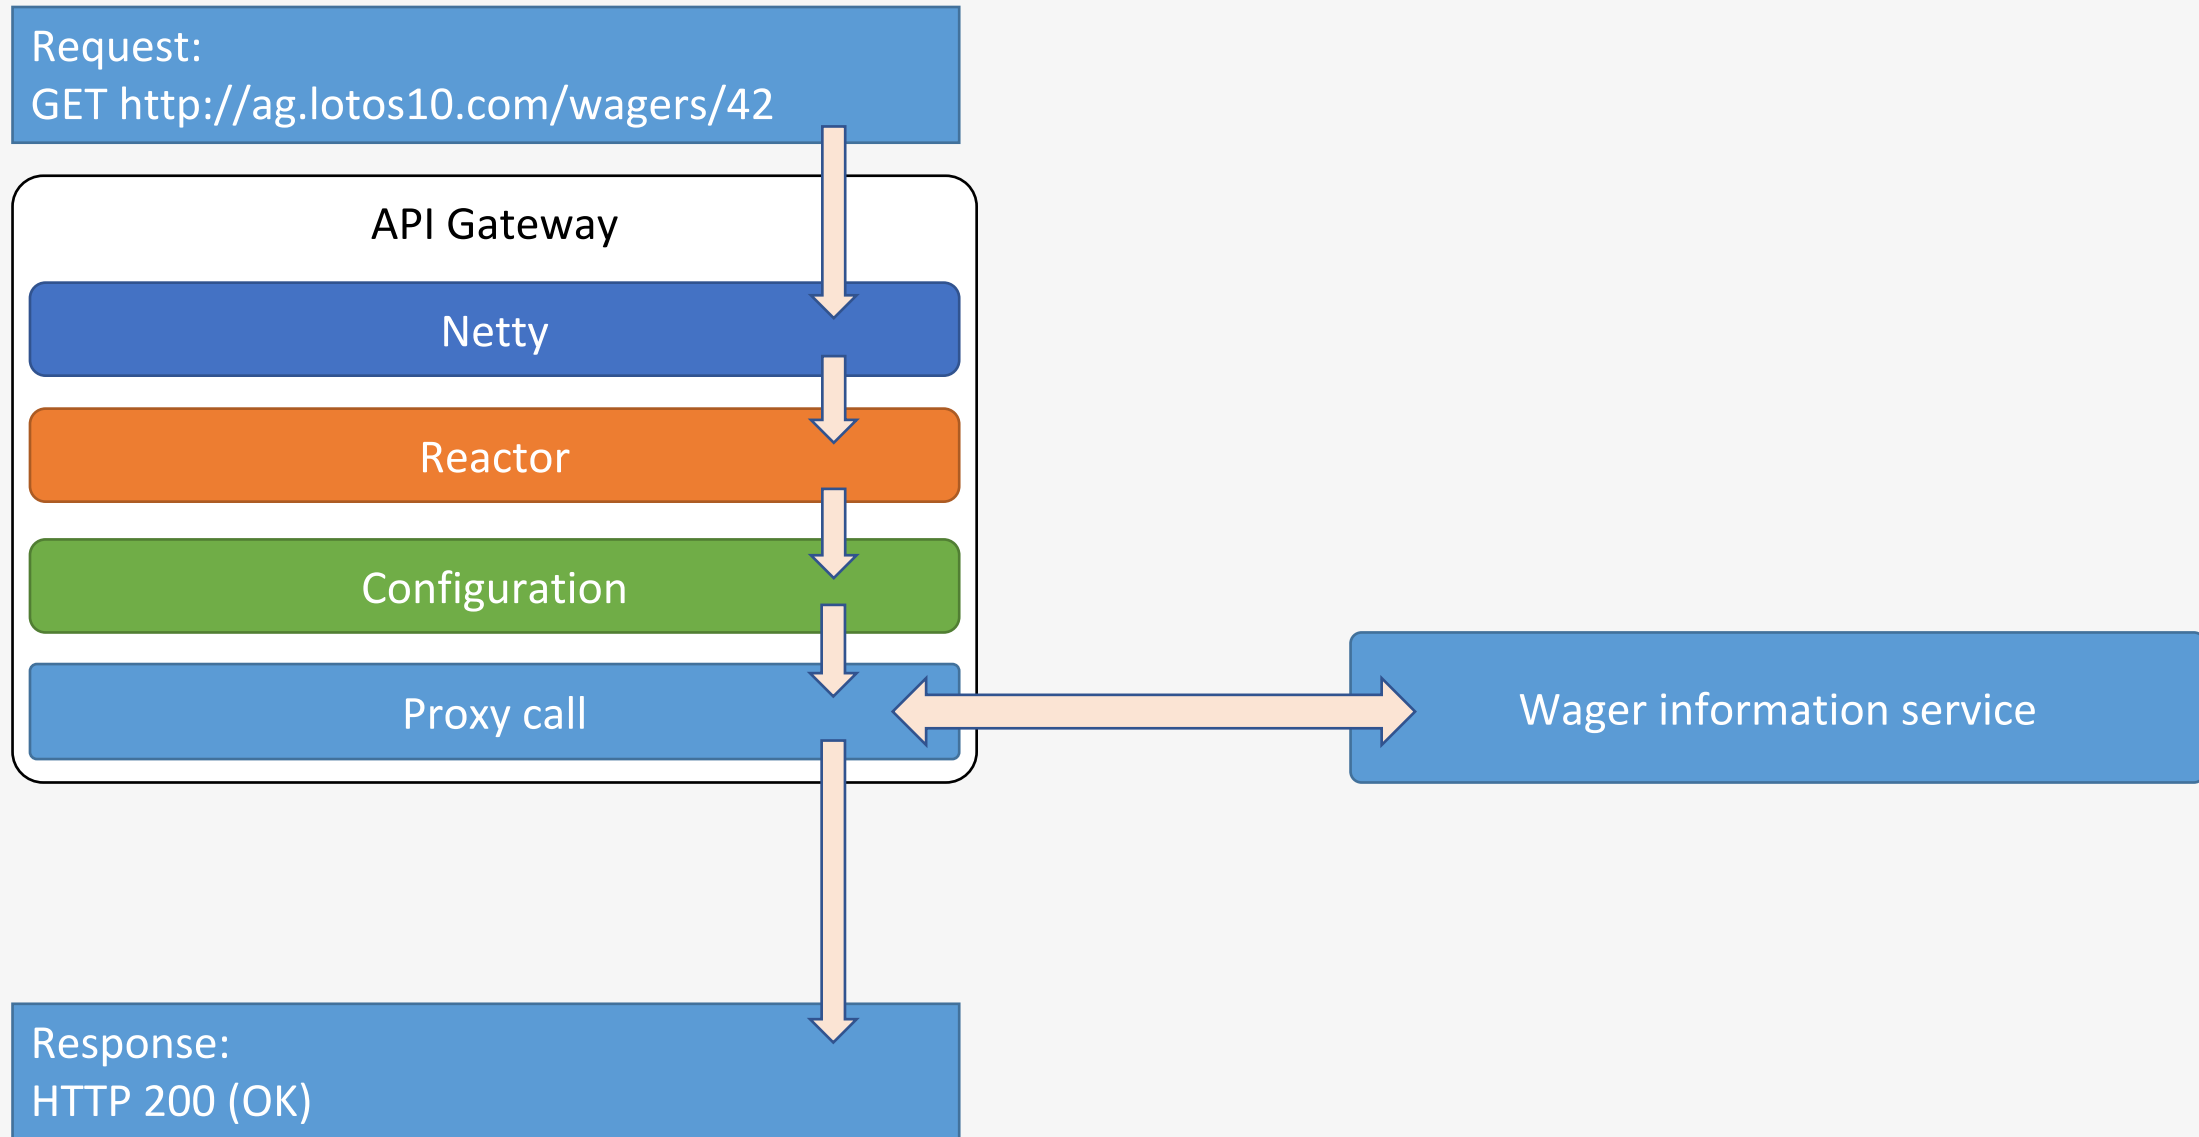 Request:
GET http://ag.lotos10.com/wagers/42
API Gateway
Netty
Reactor
Configuration
Proxy call
Wager information service
Response:
HTTP 200 (OK)